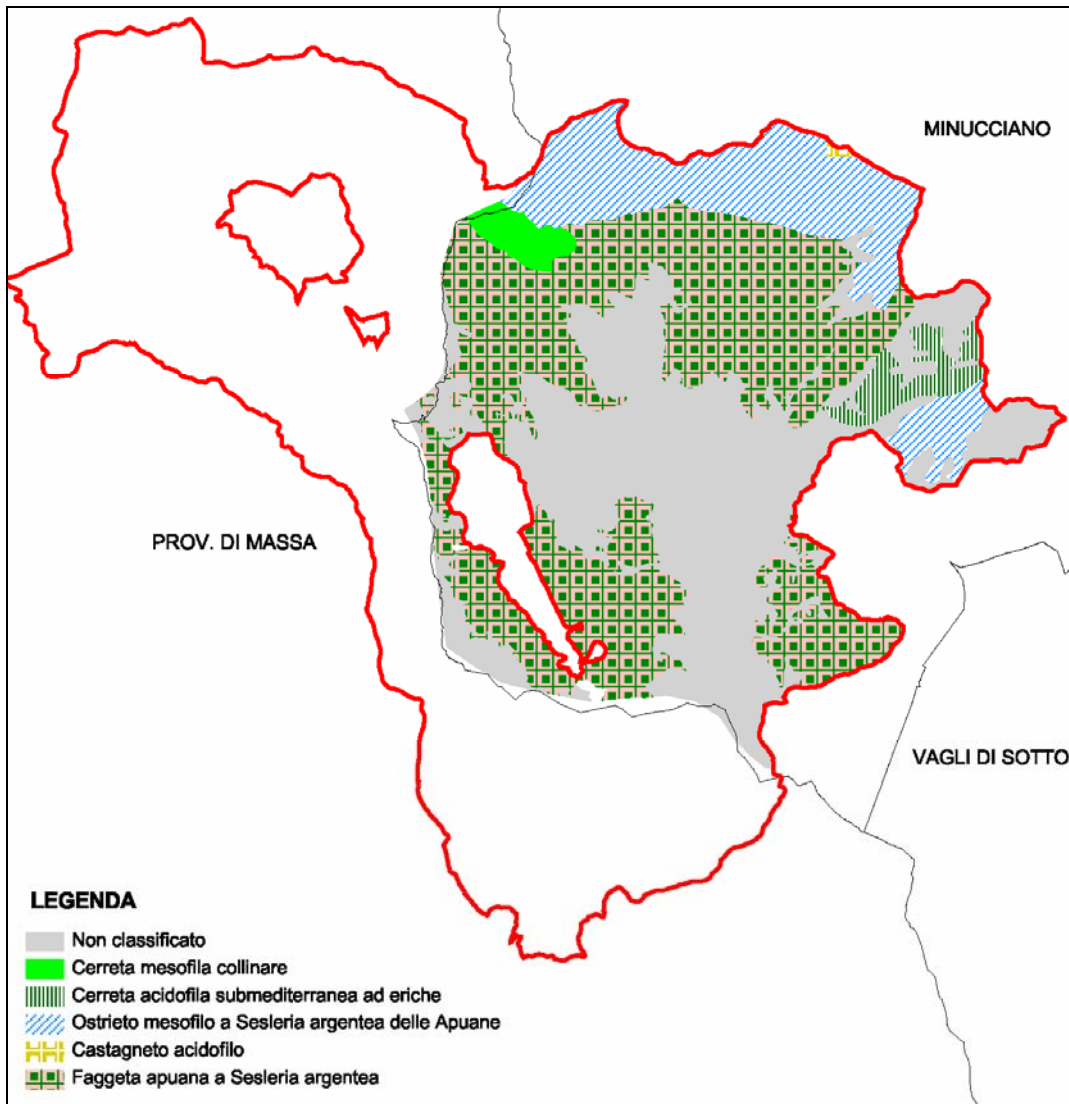 MINUCCIANO
PROV. DI MASSA
VAGLI DI SOTTO
LEGENDA
Non classificato
Cerreta mesofila collinare
Cerreta acidofila submediterranea ad eriche
Ostrieto mesofilo a Sesleria argentea delle Apuane
Castagneto acidofilo
Faggeta apuana a Sesleria argentea